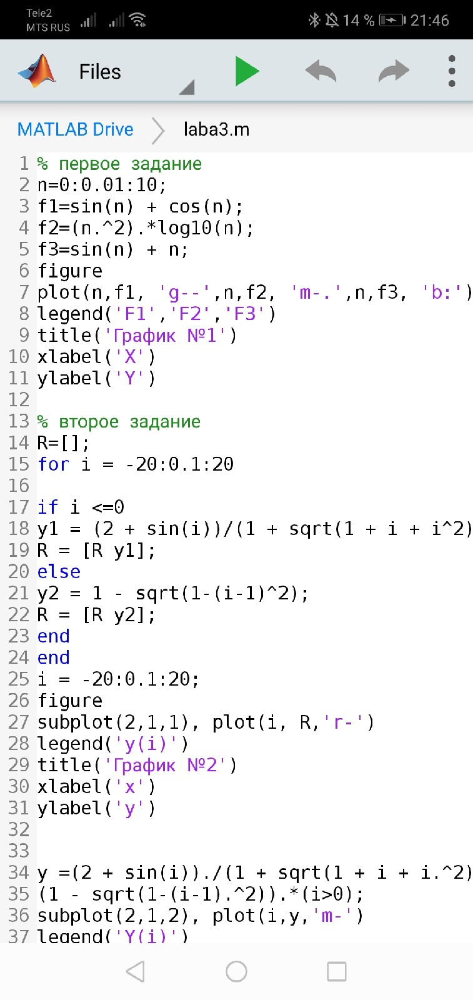 Tele2
MTS RUS
14 % 21:46
Files
MATLAB Drive laba3.m
1 % первое задание
2 n=0:0.01:10;
3 f1=sin(n) + cos(n);
4 f2=(n.^2).*log10(n);
5 f3=sin(n) + n;
6 figure
7 plot(n,f1, 'g--',n,f2, 'm-.',n,f3, 'b:')
8 legend('F1','F2','F3')
9 title('График №1')
10 xlabel('X')
11 ylabel('Y')
12
13 % второе задание
14 R=[];
15 for i = -20:0.1:20
16
17 if i <=0
18 y1 = (2 + sin(i))/(1 + sqrt(1 + i + i^2)
19 R = [R y1];
20 else
21 y2 = 1 - sqrt(1-(i-1)^2);
22 R = [R y2];
23 end
24 end
25 i = -20:0.1:20;
26 figure
27 subplot(2,1,1), plot(i, R,'r-')
28 legend('y(i)')
29 title('График №2')
30 xlabel('x')
31 ylabel('y')
32
33
34 y =(2 + sin(i))./(1 + sqrt(1 + i + i.^2)
35 (1 - sqrt(1-(i-1).^2)).*(i>0);
36 subplot(2,1,2), plot(i,y,'m-')
37 legend('Y(i)')